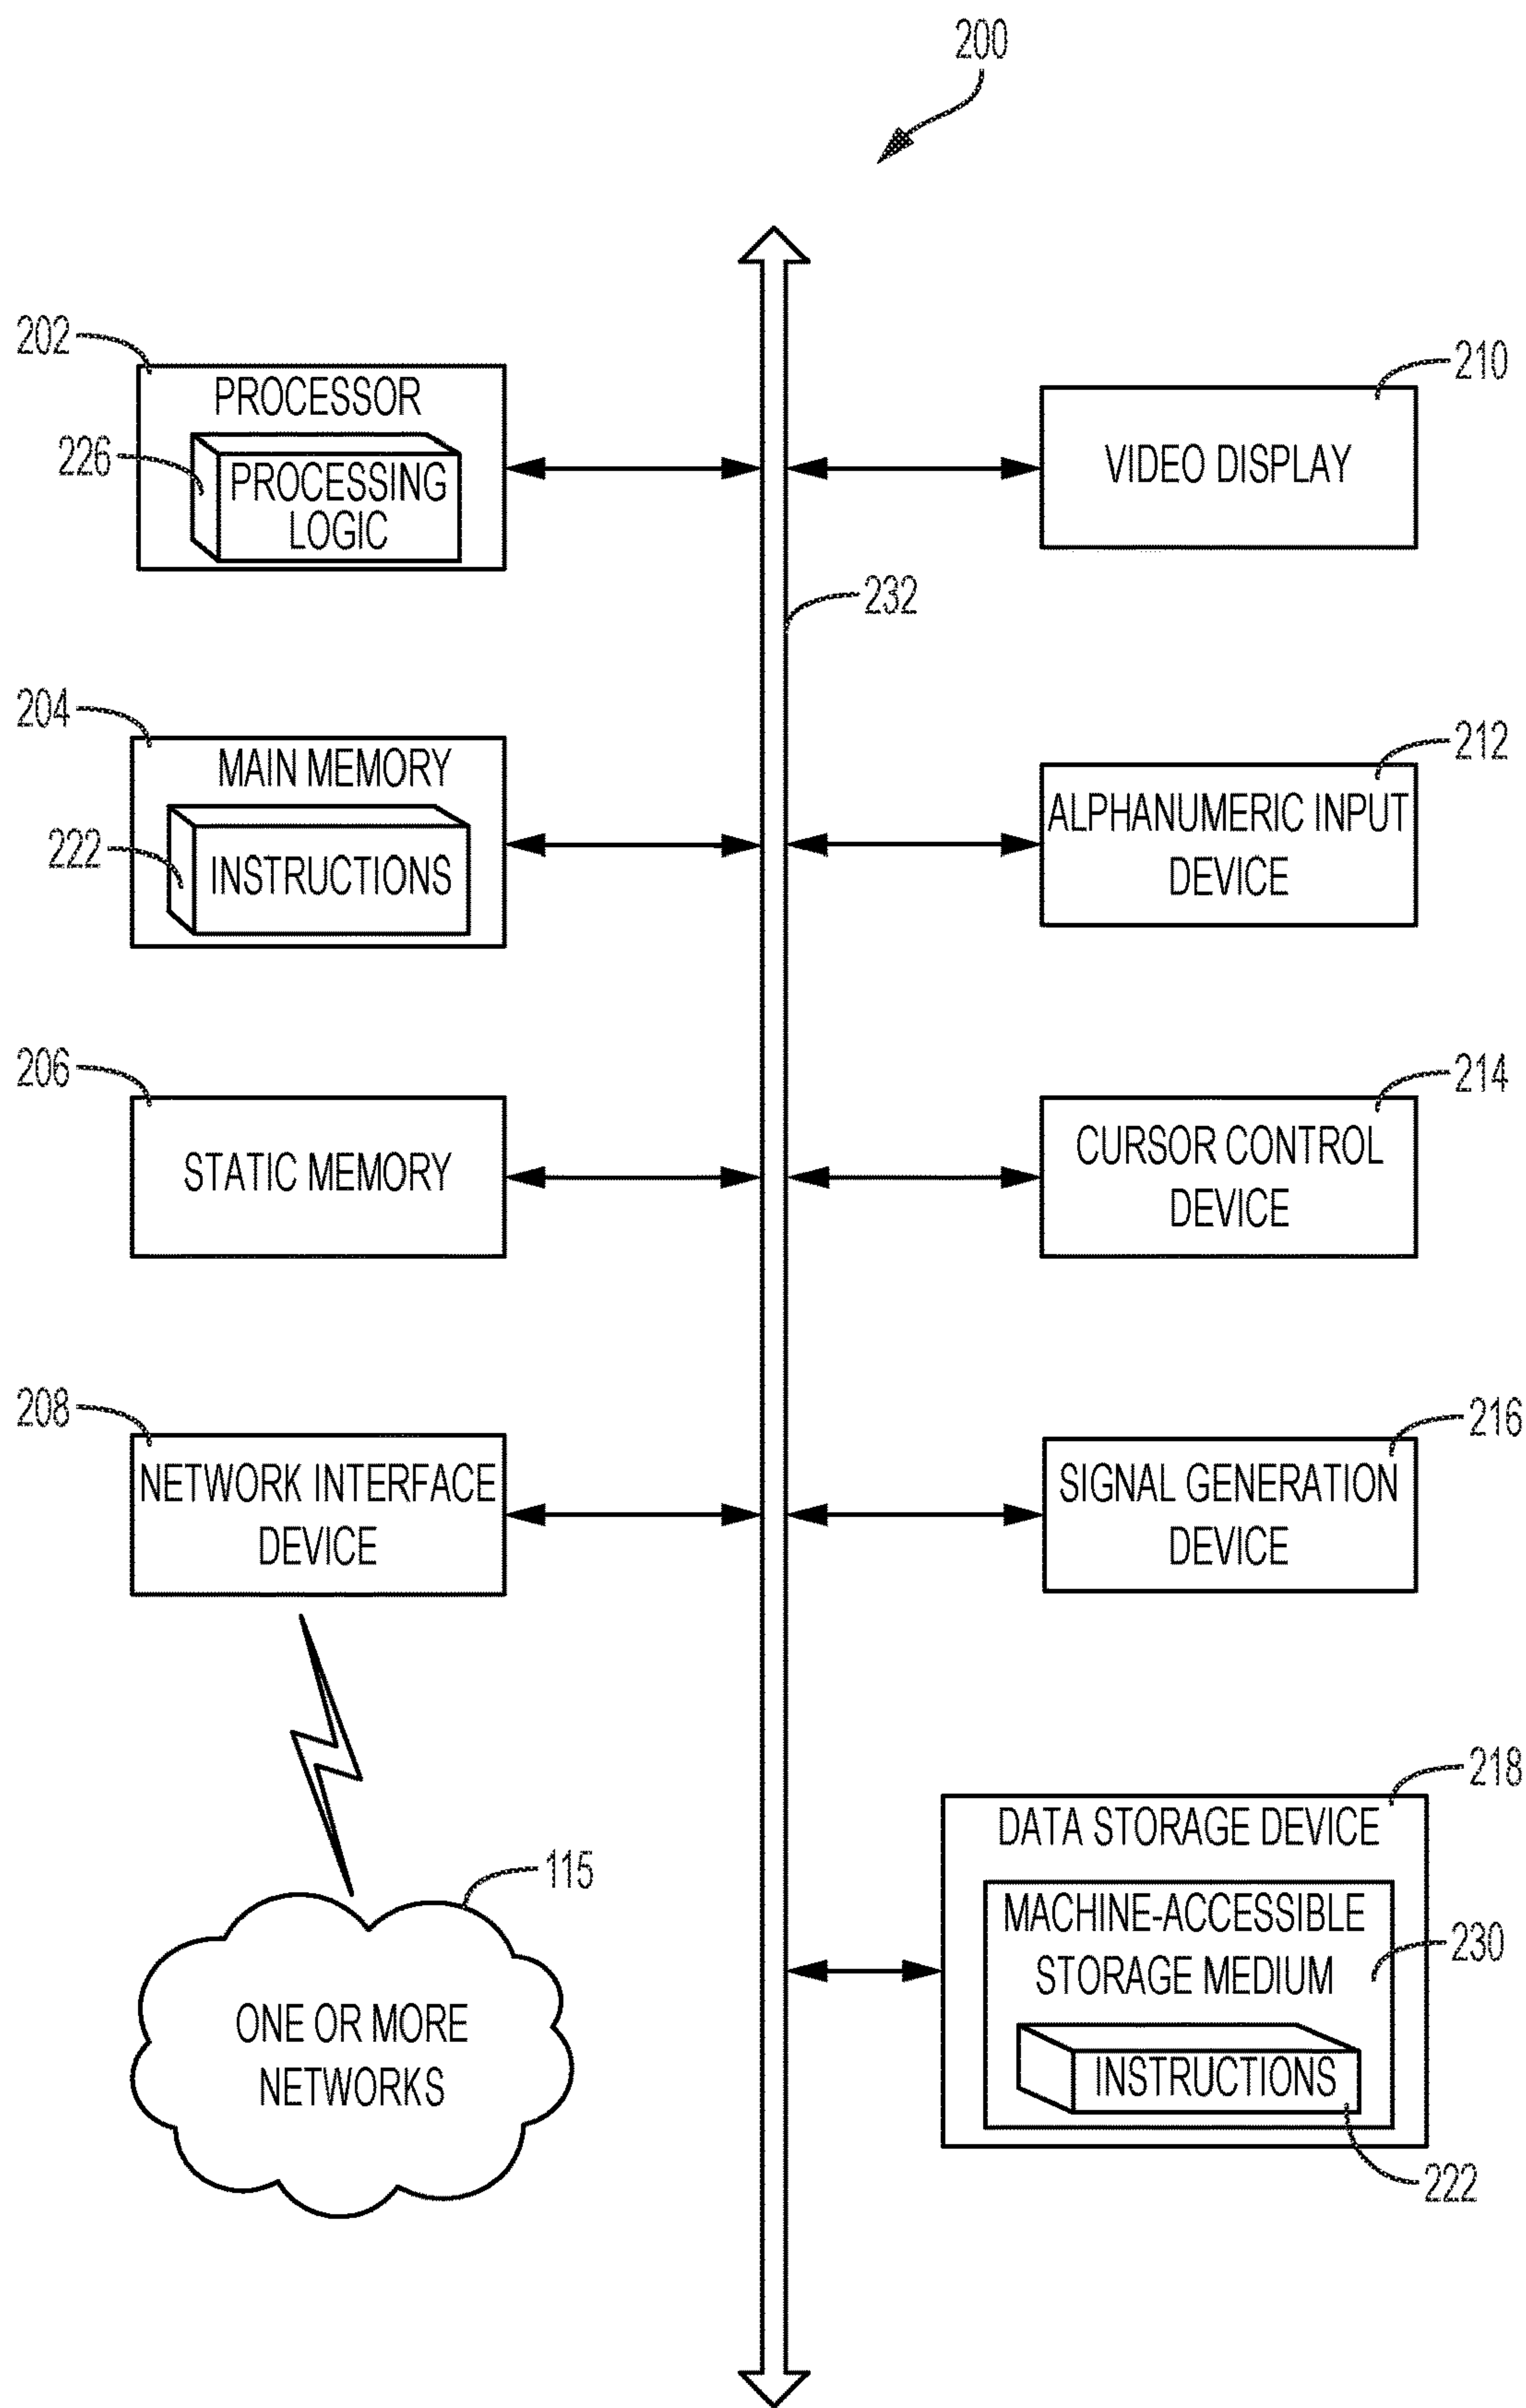 200
202
PROCESSOR
226
PROCESSING
LOGIC
210
VIDEO DISPLAY
232
204
MAIN MEMORY
222
INSTRUCTIONS
212
ALPHANUMERIC INPUT
DEVICE
206
STATIC MEMORY
214
CURSOR CONTROL
DEVICE
208
NETWORK INTERFACE
DEVICE
216
SIGNAL GENERATION
DEVICE
115
ONE OR MORE
NETWORKS
218
DATA STORAGE DEVICE
MACHINE-ACCESSIBLE
STORAGE MEDIUM
230
INSTRUCTIONS
222